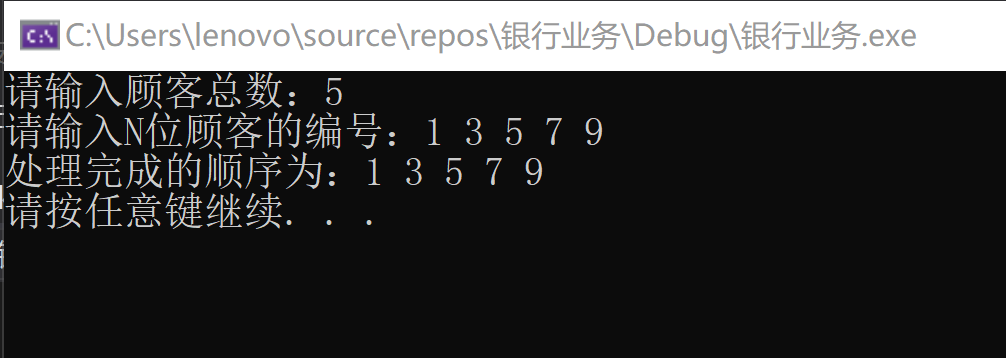 C:\Users\lenovo\source\repos\银行业务\Debug\银行业务.exe
请输入顾客总数：5
请输入N位顾客的编号：1 3 5 7 9
处理完成的顺序为：1 3 5 7 9
请按任意键继续. . .